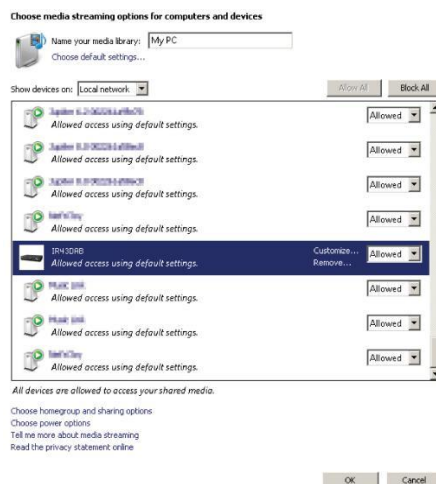 Choose media streaming options for computers and devices
Name your media library: My PC
Choose default settings...
Show devices on: Local network Allow All Block All
Allowed
Allowed access using default settings.
Allowed
Allowed access using default settings.
Allowed
Allowed access using default settings.
Allowed
Allowed access using default settings.
IR43DAB Customize... Allowed
Allowed access using default settings. Remove...
Allowed
Allowed access using default settings.
Allowed
Allowed access using default settings.
Allowed
Allowed access using default settings.
All devices are allowed to access your shared media.
Choose homegroup and sharing options
Choose power options
Tell me more about media streaming
Read the privacy statement online
OK Cancel